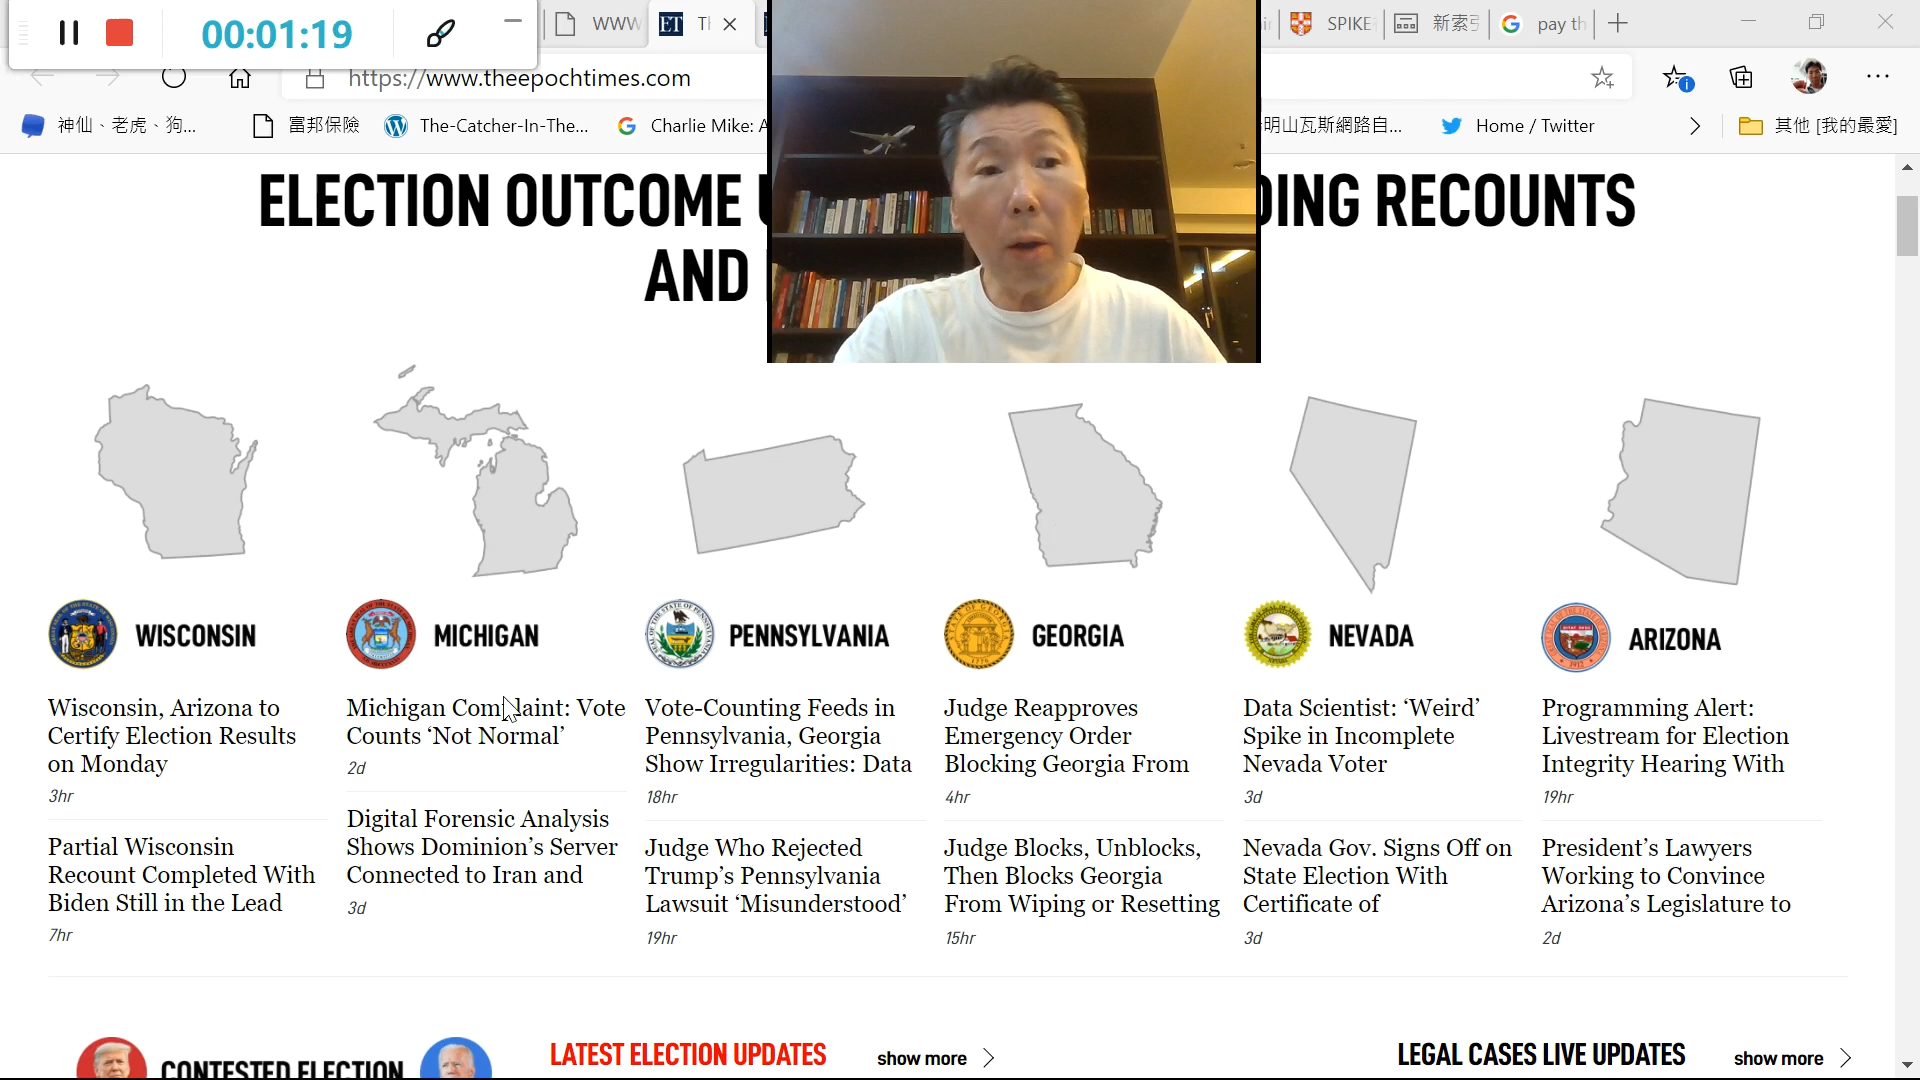 00:01:19
WWW
ET
SPIKE
新索引
pay th
https://www.theepochtimes.com
神仙、老虎、狗...
富邦保險
The-Catcher-In-The...
Charlie Mike: A
明山瓦斯網路自...
Home / Twitter
其他 [我的最愛]
ELECTION OUTCOME
DING RECOUNTS
AND
WISCONSIN
Wisconsin, Arizona to
Certify Election Results
on Monday
3hr
Partial Wisconsin
Recount Completed With
Biden Still in the Lead
7hr
MICHIGAN
Michigan Complaint: Vote
Counts ‘Not Normal’
2d
Digital Forensic Analysis
Shows Dominion’s Server
Connected to Iran and
3d
PENNSYLVANIA
Vote-Counting Feeds in
Pennsylvania, Georgia
Show Irregularities: Data
18hr
Judge Who Rejected
Trump’s Pennsylvania
Lawsuit ‘Misunderstood’
19hr
GEORGIA
Judge Reapproves
Emergency Order
Blocking Georgia From
4hr
Judge Blocks, Unblocks,
Then Blocks Georgia
From Wiping or Resetting
15hr
NEVADA
Data Scientist: ‘Weird’
Spike in Incomplete
Nevada Voter
3d
Nevada Gov. Signs Off on
State Election With
Certificate of
3d
ARIZONA
Programming Alert:
Livestream for Election
Integrity Hearing With
19hr
President’s Lawyers
Working to Convince
Arizona’s Legislature to
2d
CONTESTED ELECTION
LATEST ELECTION UPDATES
show more
LEGAL CASES LIVE UPDATES
show more